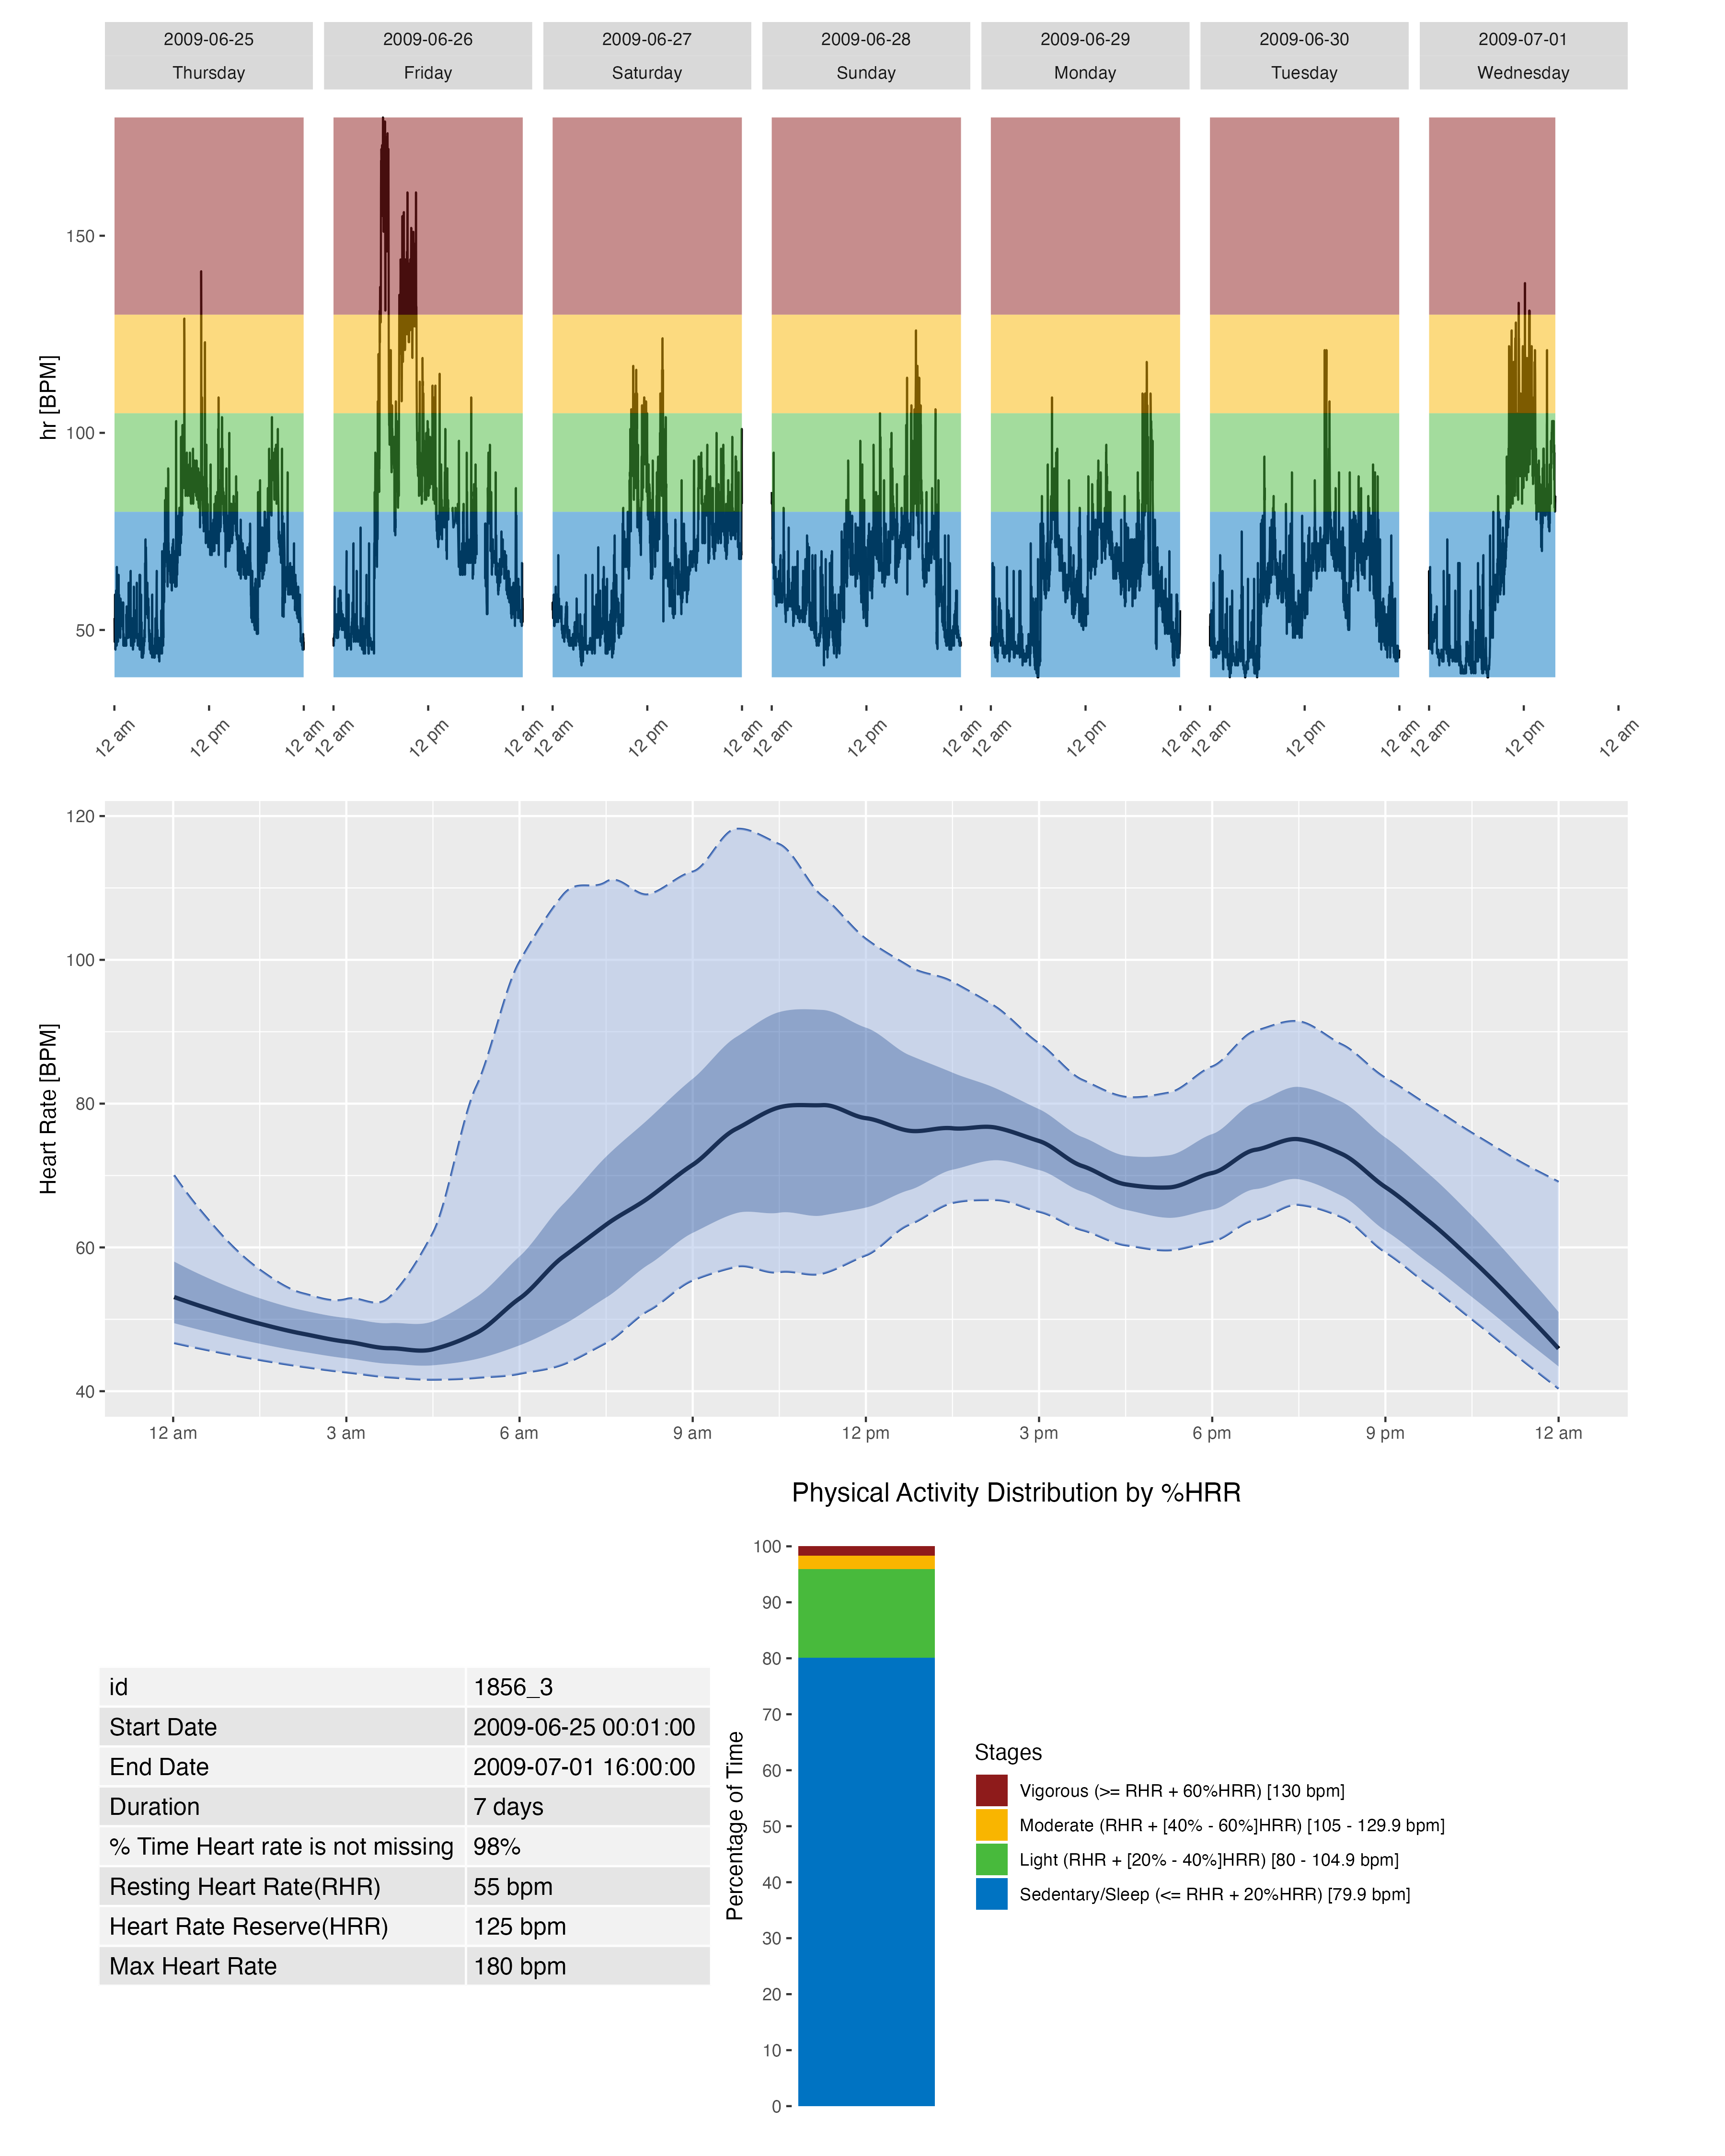 2009-06-25 2009-06-26 2009-06-27 2009-06-28 2009-06-29 2009-06-30 2009-07-01
Thursday Friday Saturday Sunday Monday Tuesday Wednesday
150
100
50
hr [BPM]
12 am 12 pm 12 am 12 am 12 pm 12 am 12 am 12 pm 12 am 12 am 12 pm 12 am 12 am 12 pm 12 am 12 am 12 pm 12 am 12 am 12 pm 12 am
120
100
80
60
40
Heart Rate [BPM]
12 am 3 am 6 am 9 am 12 pm 3 pm 6 pm 9 pm 12 am
Physical Activity Distribution by %HRR
id 1856_3
Start Date 2009-06-25 00:01:00
End Date 2009-07-01 16:00:00
Duration 7 days
% Time Heart rate is not missing 98%
Resting Heart Rate(RHR) 55 bpm
Heart Rate Reserve(HRR) 125 bpm
Max Heart Rate 180 bpm
100
90
80
70
60
50
40
30
20
10
0
Percentage of Time
Stages
Vigorous (>= RHR + 60%HRR) [130 bpm]
Moderate (RHR + [40% - 60%]HRR) [105 - 129.9 bpm]
Light (RHR + [20% - 40%]HRR) [80 - 104.9 bpm]
Sedentary/Sleep (<= RHR + 20%HRR) [79.9 bpm]